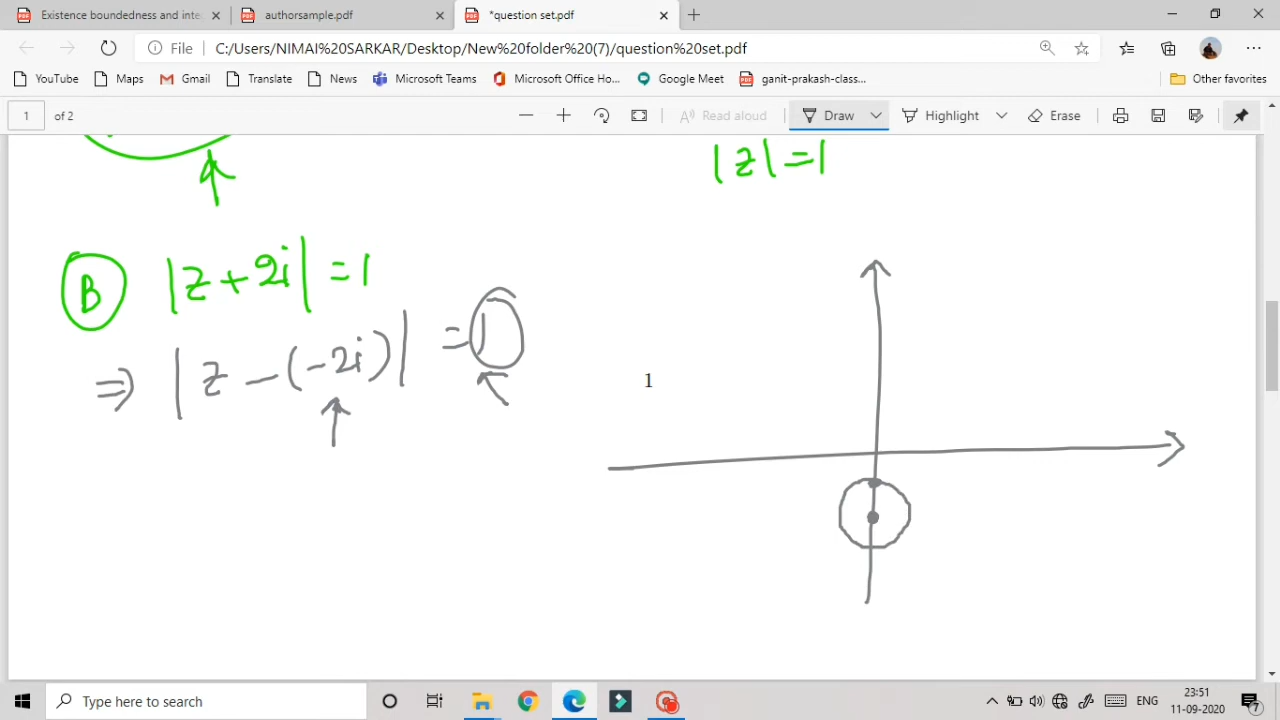 Existence boundedness and inte
authorsample.pdf
*question set.pdf
File C:/Users/NIMAI%20SARKAR/Desktop/New%20folder%20(7)/question%20set.pdf
YouTube Maps Gmail Translate News Microsoft Teams Microsoft Office Ho... Google Meet ganit-prakash-class... Other favorites
1 of 2 Read aloud Draw Highlight Erase
|z| = 1
B |z + 2i| = 1
⇒ |z - (-2i)| = 1
1
Type here to search
ENG
23:51
11-09-2020
7